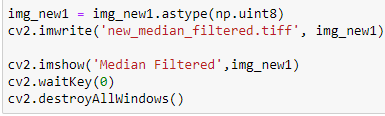 img_new1 = img_new1.astype(np.uint8)
cv2.imwrite('new_median_filtered.tiff', img_new1)
cv2.imshow('Median Filtered',img_new1)
cv2.waitKey(0)
cv2.destroyAllWindows()